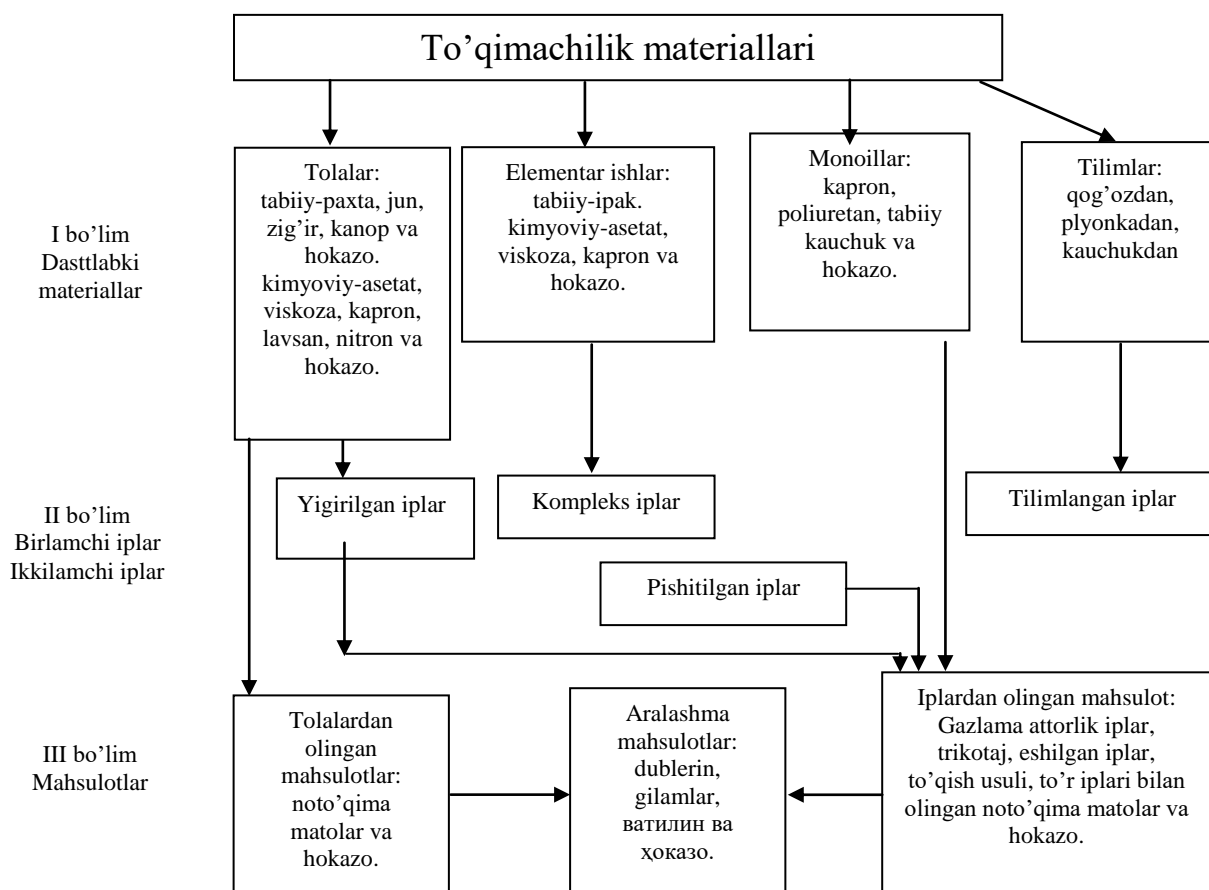 To’qimachilik materiallari
I bo’lim
Dasttlabki
materiallar
Tolalar:
tabiiy-paxta, jun,
zig’ir, kanop va
hokazo.
kimyoviy-asetat,
viskoza, kapron,
lavsan, nitron va
hokazo.
Elementar ishlar:
tabiiy-ipak.
kimyoviy-asetat,
viskoza, kapron va
hokazo.
Monoillar:
kapron,
poliuretan, tabiiy
kauchuk va
hokazo.
Tilimlar:
qog’ozdan,
plyonkadan,
kauchukdan
II bo’lim
Birlamchi iplar
Ikkilamchi iplar
Yigirilgan iplar
Kompleks iplar
Tilimlangan iplar
Pishitilgan iplar
III bo’lim
Mahsulotlar
Tolalardan
olingan
mahsulotlar:
noto’qima
matolar va
hokazo.
Aralashma
mahsulotlar:
dublerin,
gilamlar,
ватилин ва
ҳоказо.
Iplardan olingan mahsulot:
Gazlama attorlik iplar,
trikotaj, eshilgan iplar,
to’qish usuli, to’r iplari bilan
olingan noto’qima matolar va
hokazo.